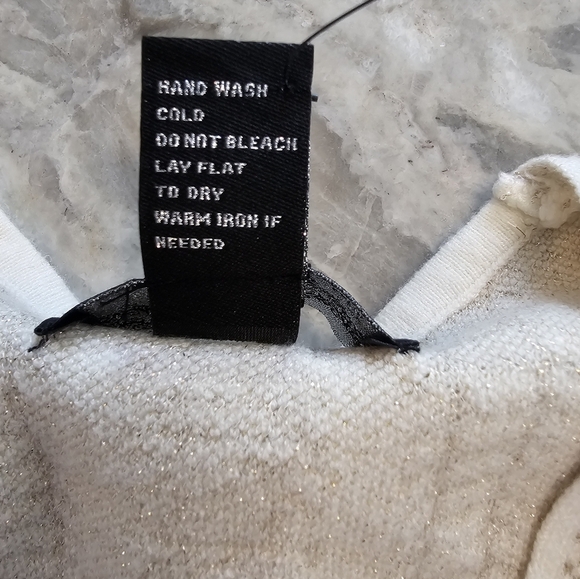 HAND WASH
COLD
DO NOT BLEACH
LAY FLAT
TO DRY
WARM IRON IF
NEEDED